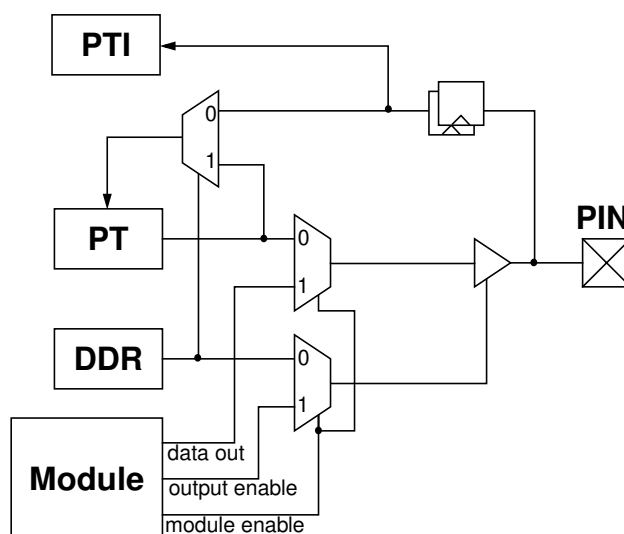 PTI
0
1
PIN
PT
0
1
DDR
0
1
Module
data out
output enable
module enable